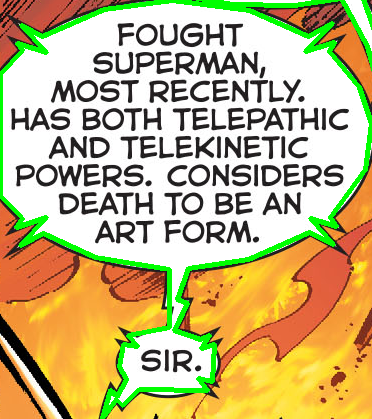 FOUGHT
SUPERMAN,
MOST RECENTLY.
HAS BOTH TELEPATHIC
AND TELEKINETIC
POWERS. CONSIDERS
DEATH TO BE AN
ART FORM.
SIR.